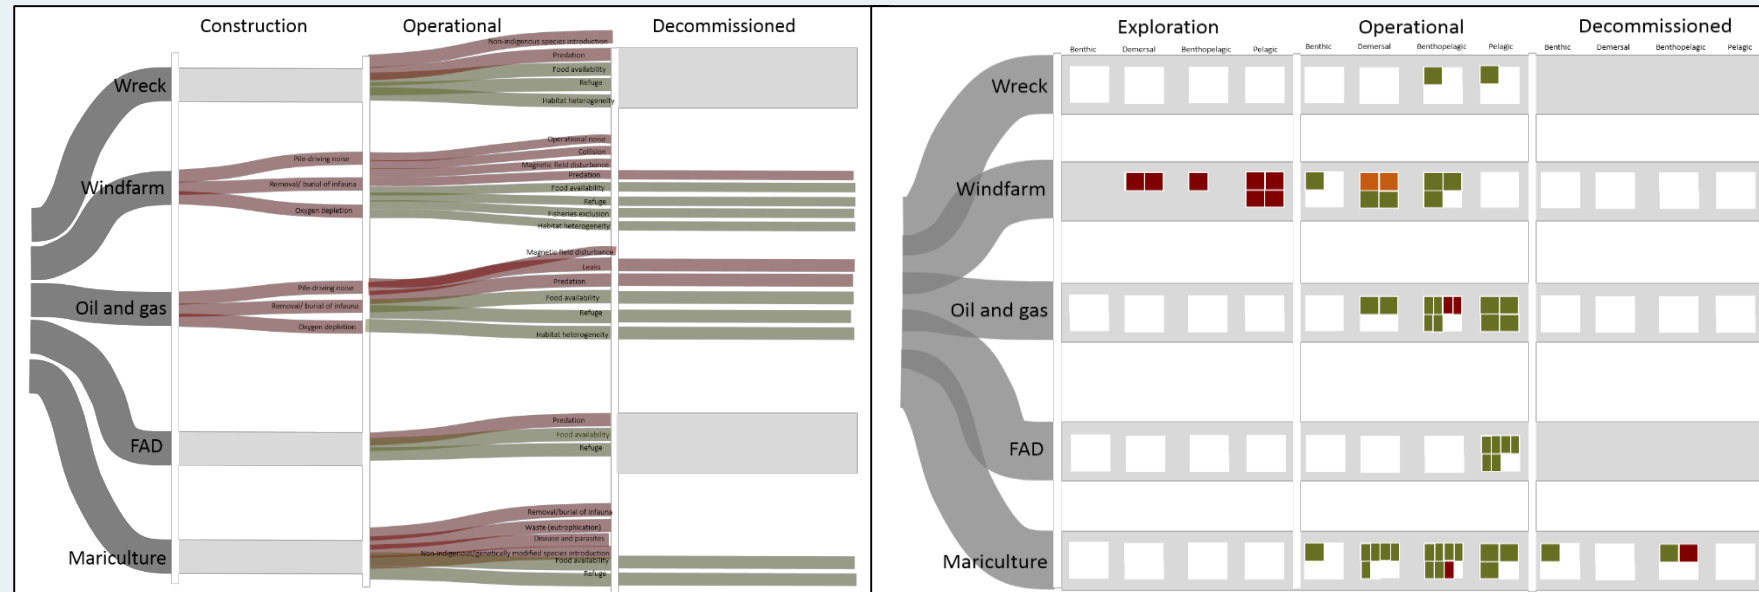 Construction
Operational
Decommissioned
Wreck
Non-indigenous species introduction
Predation
Food availability
Refuge
Habitat heterogeneity
Windfarm
Pile-driving noise
Removal/ burial of infauna
Oxygen depletion
Operational noise
Collision
Magnetic field disturbance
Predation
Food availability
Refuge
Fisheries exclusion
Habitat heterogeneity
Oil and gas
Pile-driving noise
Removal/ burial of infauna
Oxygen depletion
Magnetic field disturbance
Leaks
Predation
Food availability
Refuge
Habitat heterogeneity
FAD
Predation
Food availability
Refuge
Mariculture
Removal/burial of infauna
Waste (eutrophication)
Disease and parasites
Non-indigenous/genetically modified species introduction
Food availability
Refuge
Exploration
Operational
Decommissioned
Benthic Demersal Benthopelagic Pelagic
Benthic Demersal Benthopelagic Pelagic
Benthic Demersal Benthopelagic Pelagic
Wreck
Windfarm
Oil and gas
FAD
Mariculture